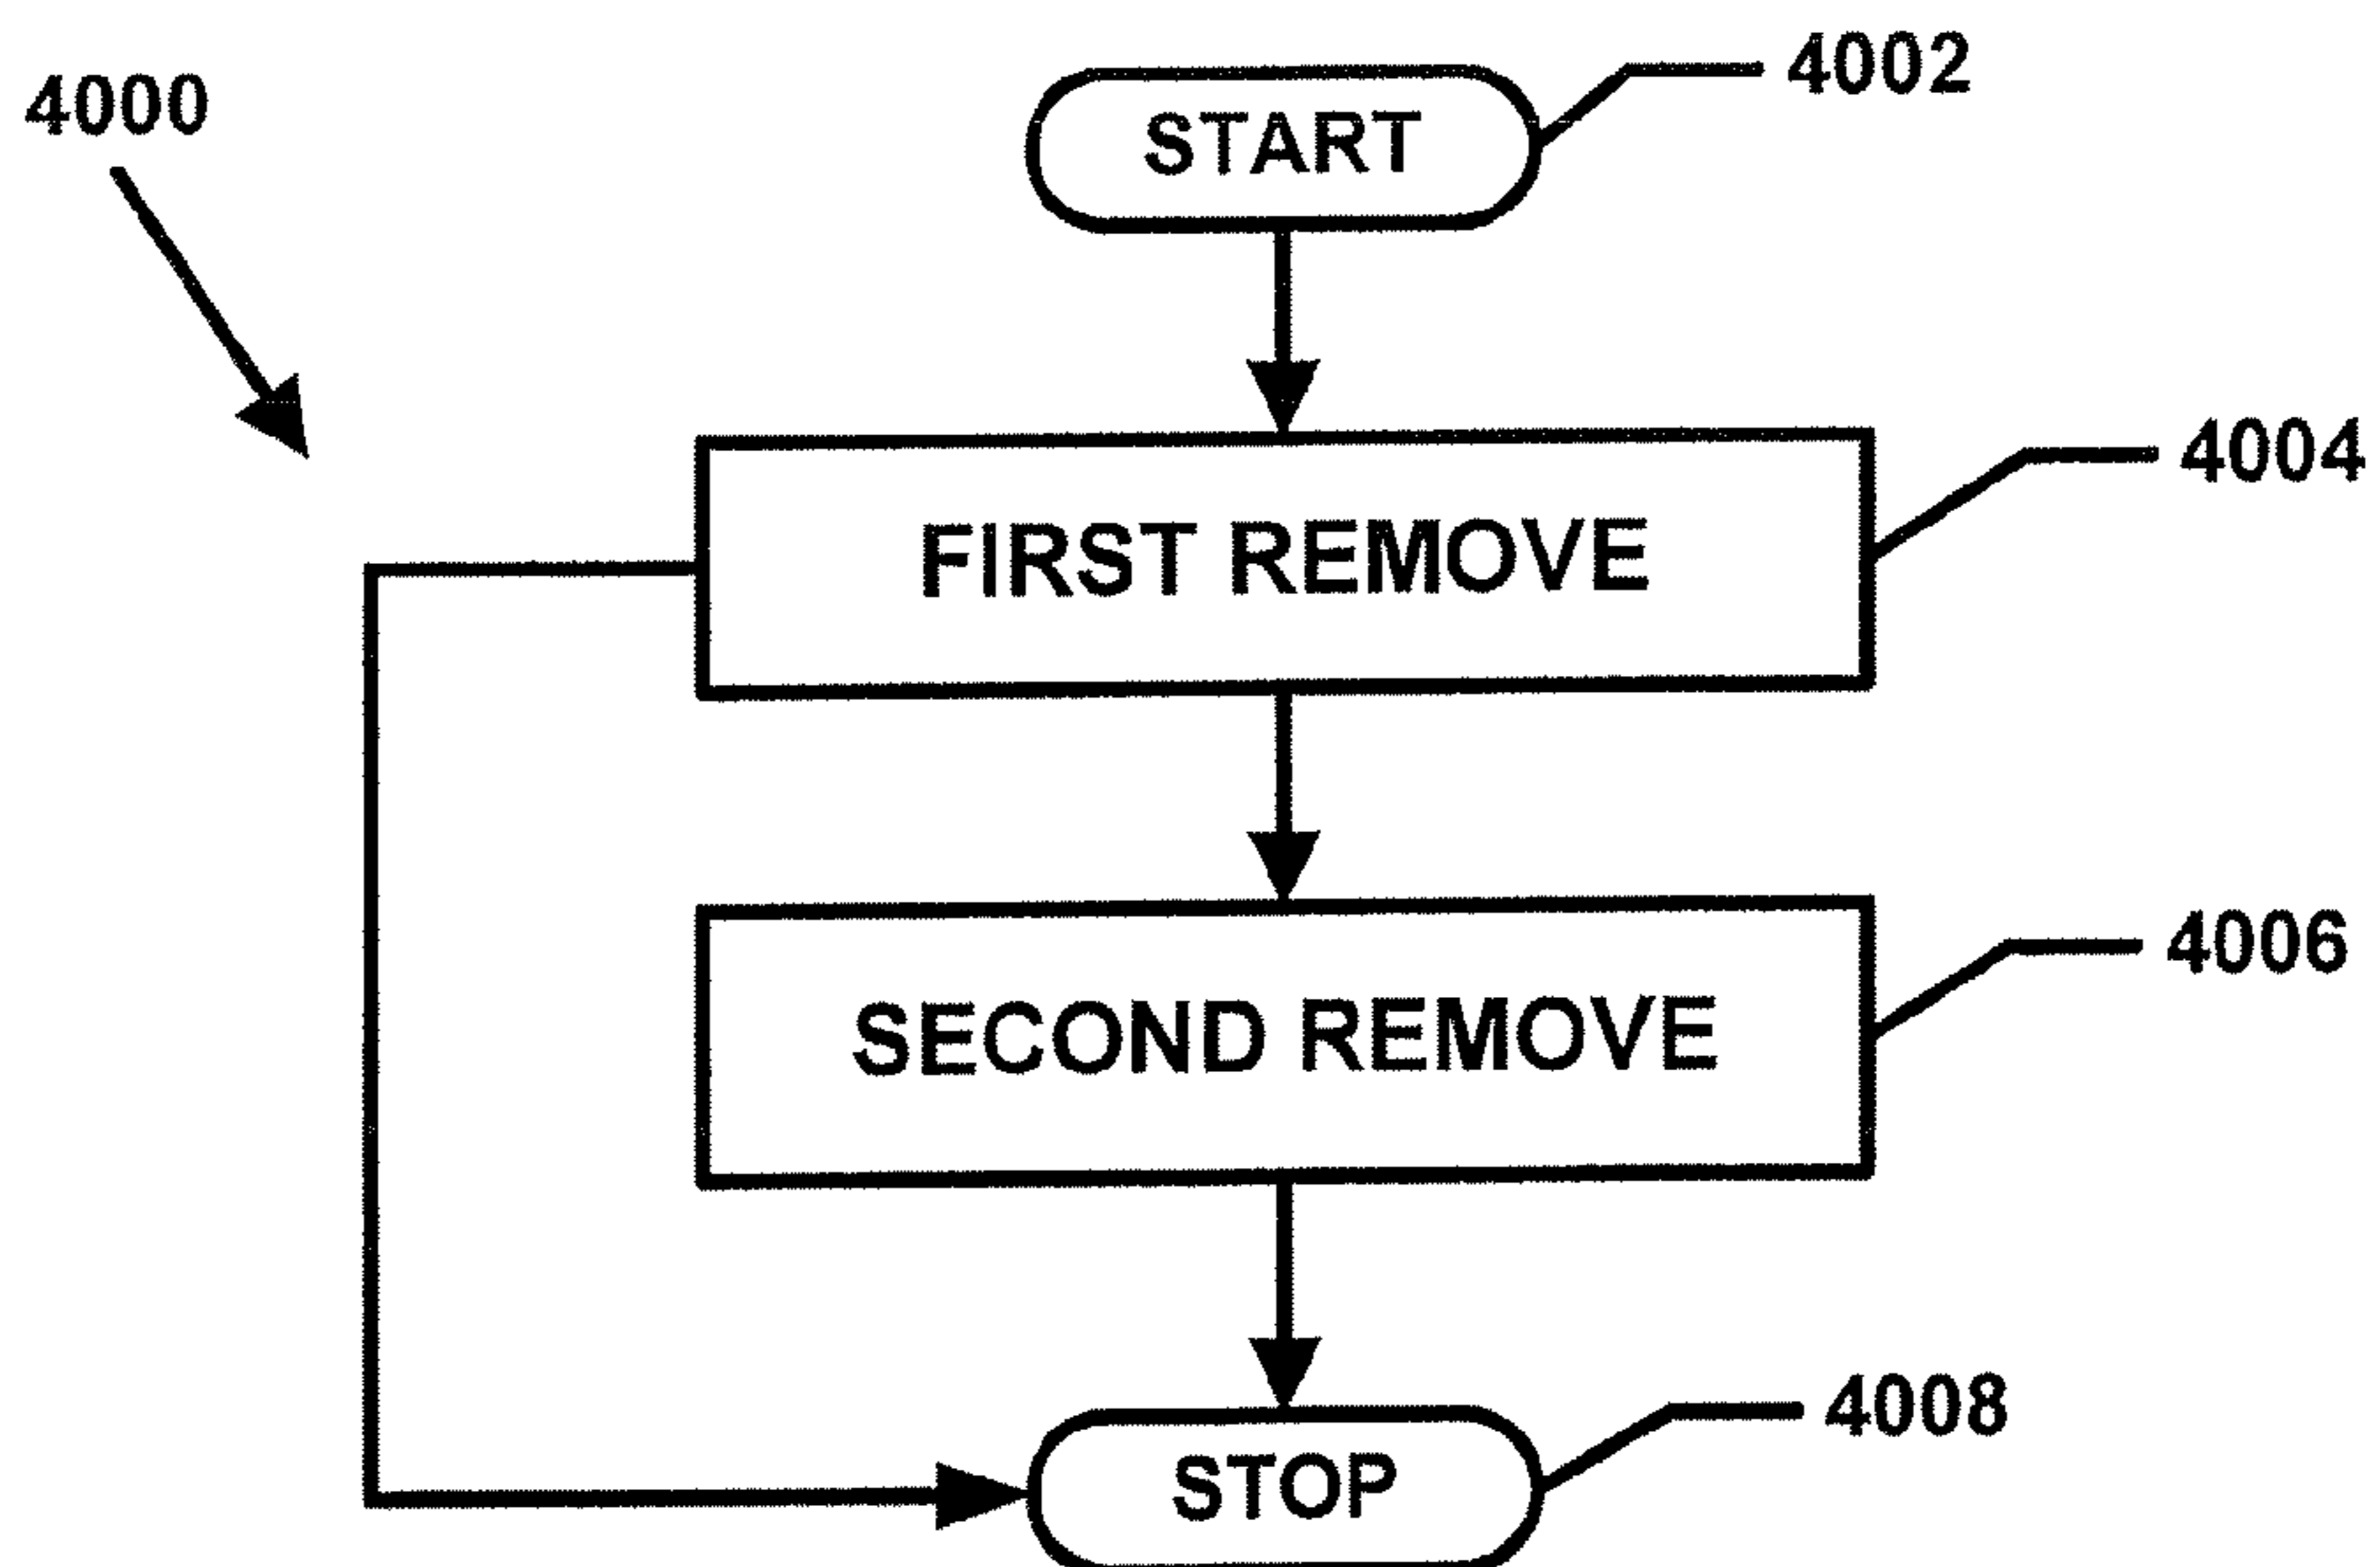 4000
START
4002
FIRST REMOVE
4004
SECOND REMOVE
4006
STOP
4008